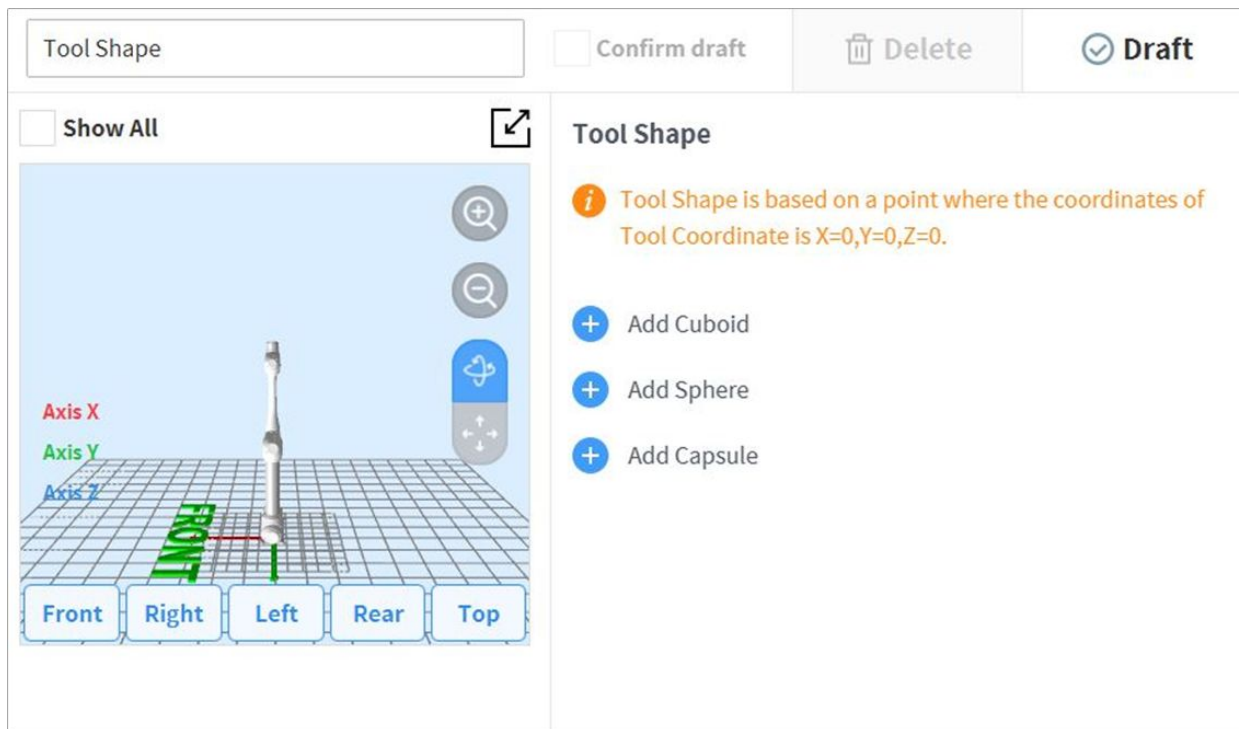 Tool Shape
Confirm draft
Delete
Draft
Show All
Axis X
Axis Y
Axis Z
FRONT
Front
Right
Left
Rear
Top
Tool Shape
i
Tool Shape is based on a point where the coordinates of
Tool Coordinate is X=0,Y=0,Z=0.
Add Cuboid
Add Sphere
Add Capsule